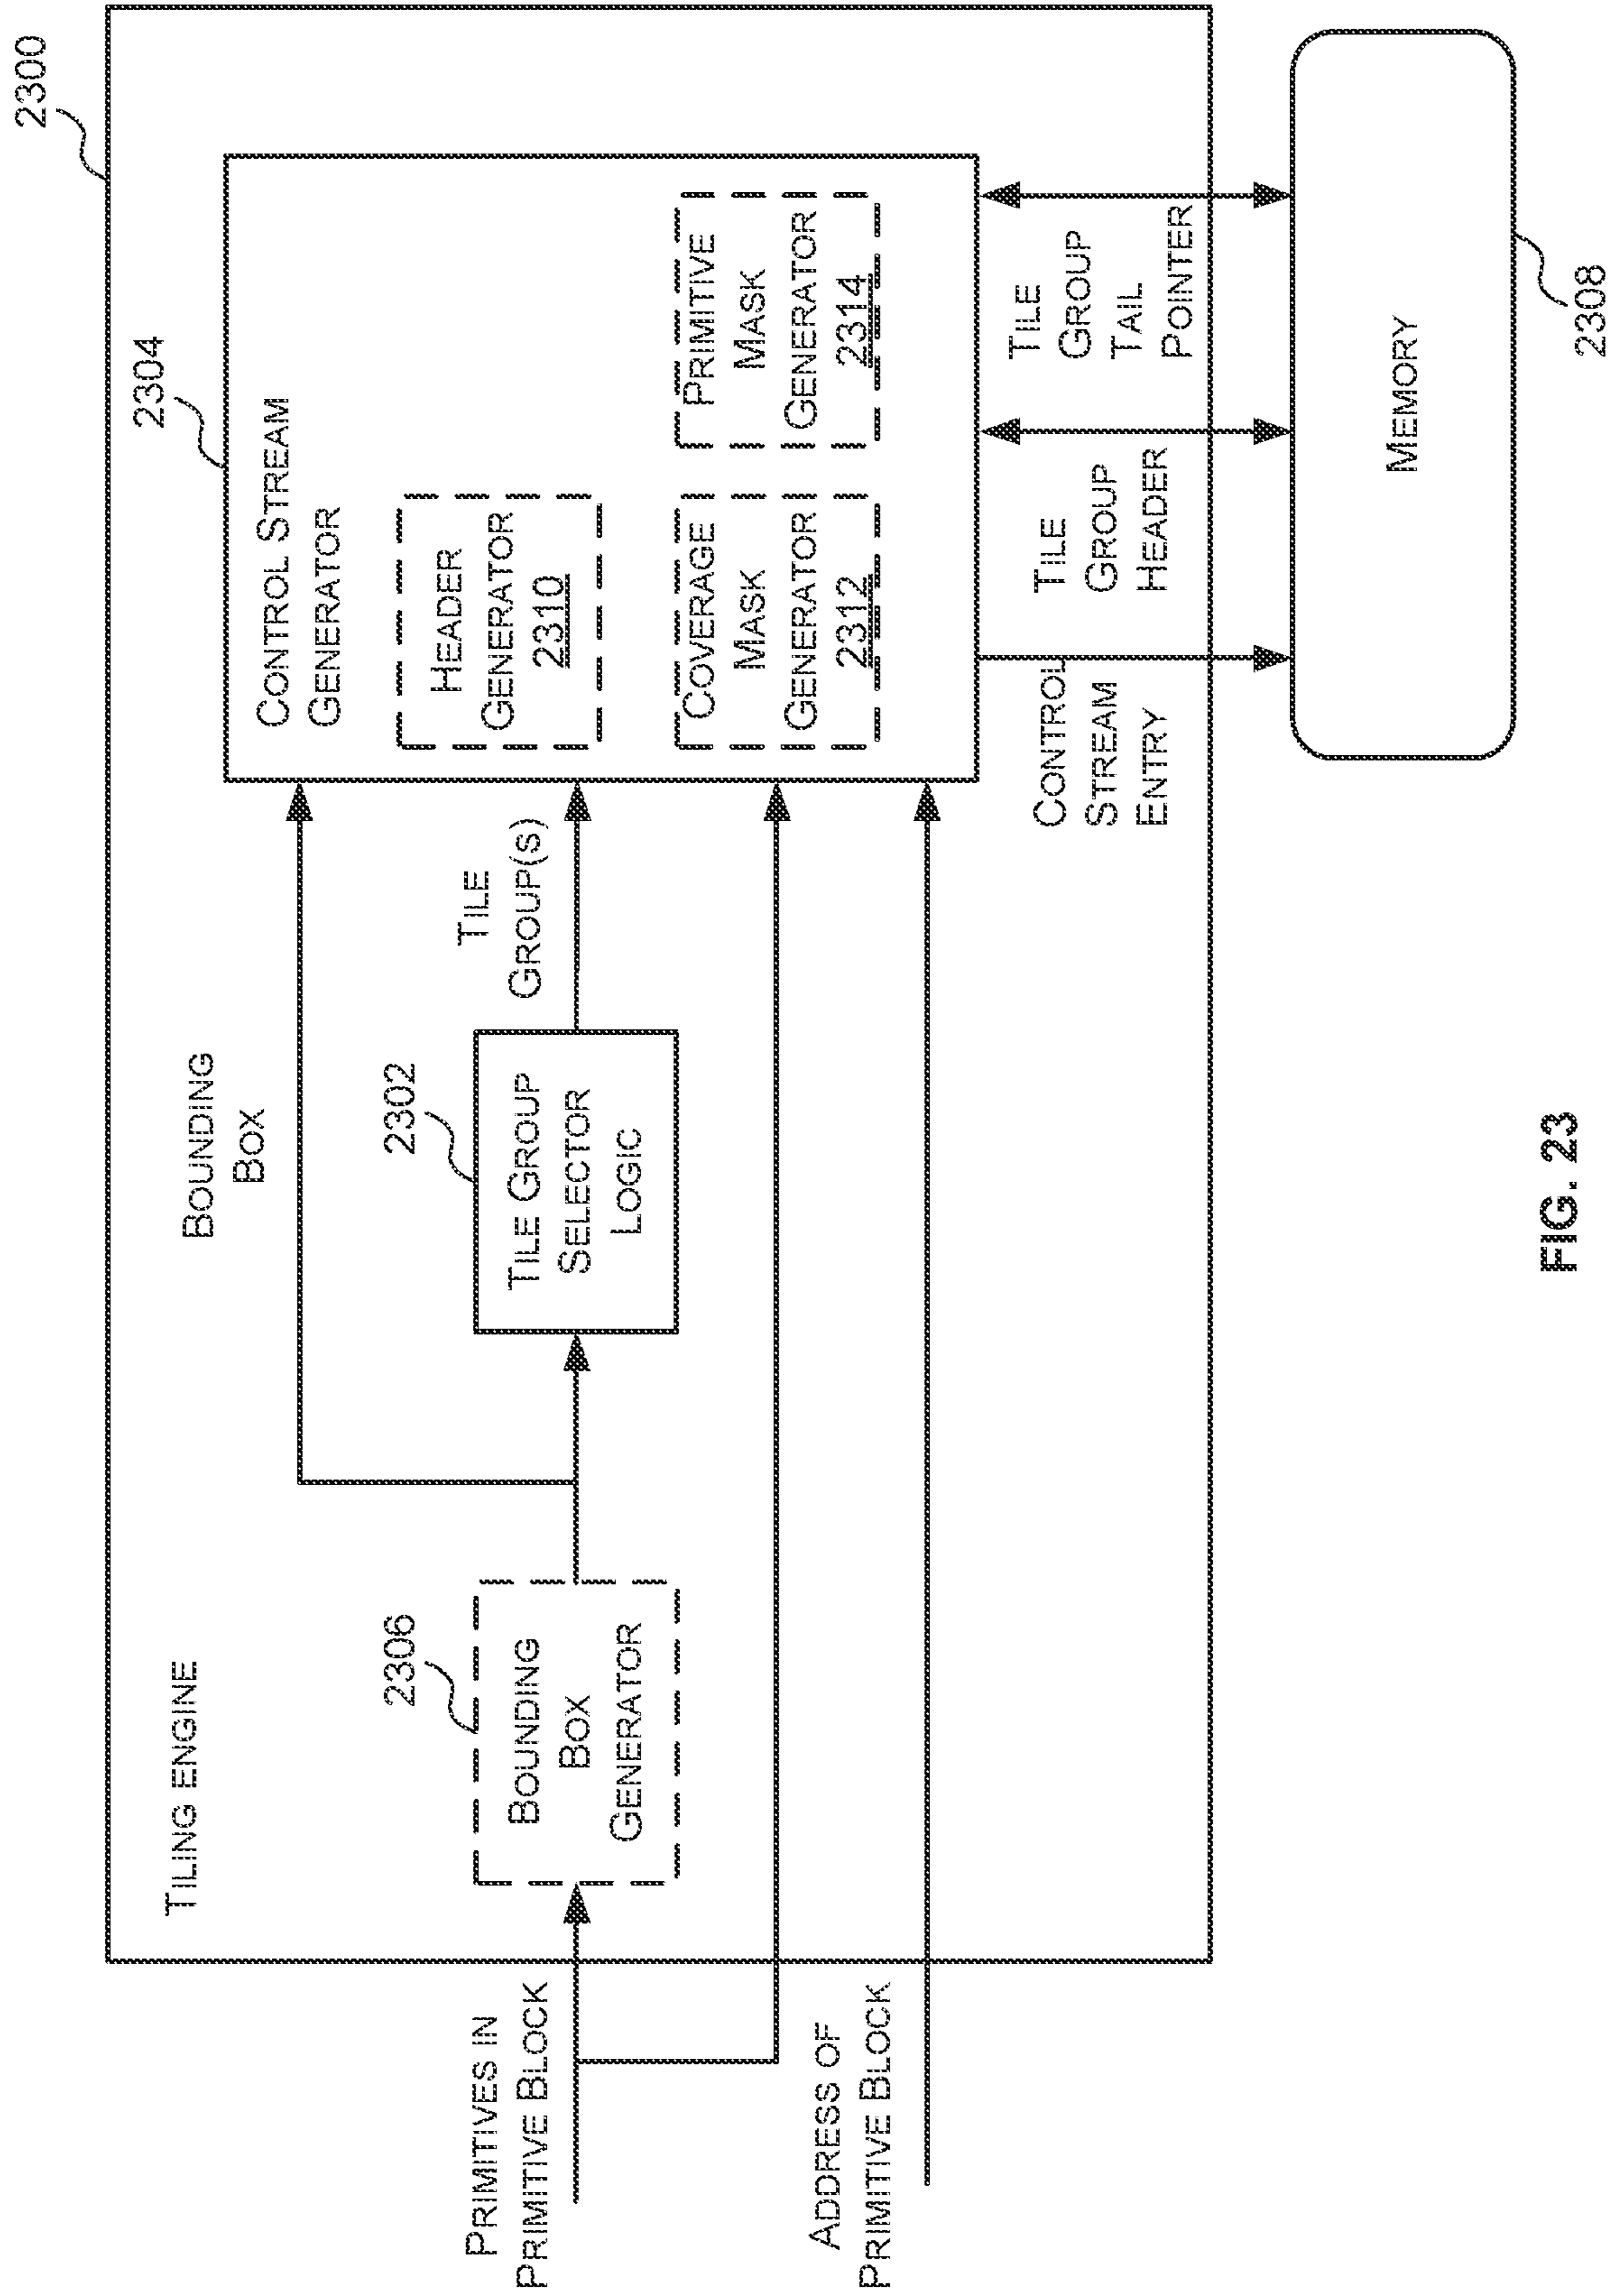 2300
TILING ENGINE
2304
BOUNDING
BOX
CONTROL STREAM
GENERATOR
2306
BOUNDING
BOX
GENERATOR
2302
TILE GROUP
SELECTOR
LOGIC
TILE
GROUP(S)
HEADER
GENERATOR
2310
PRIMITIVES IN
PRIMITIVE BLOCK
COVERAGE
MASK
GENERATOR
2312
PRIMITIVE
MASK
GENERATOR
2314
ADDRESS OF
PRIMITIVE BLOCK
CONTROL
STREAM
ENTRY
TILE
GROUP
HEADER
TILE
GROUP
TAIL
POINTER
MEMORY
2308
FIG. 23